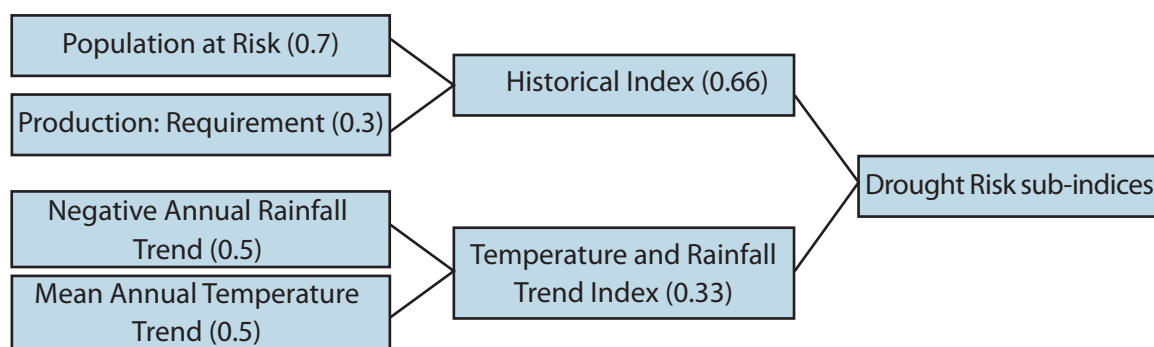 Population at Risk (0.7)
Production: Requirement (0.3)
Historical Index (0.66)
Negative Annual Rainfall
Trend (0.5)
Mean Annual Temperature
Trend (0.5)
Temperature and Rainfall
Trend Index (0.33)
Drought Risk sub-indices